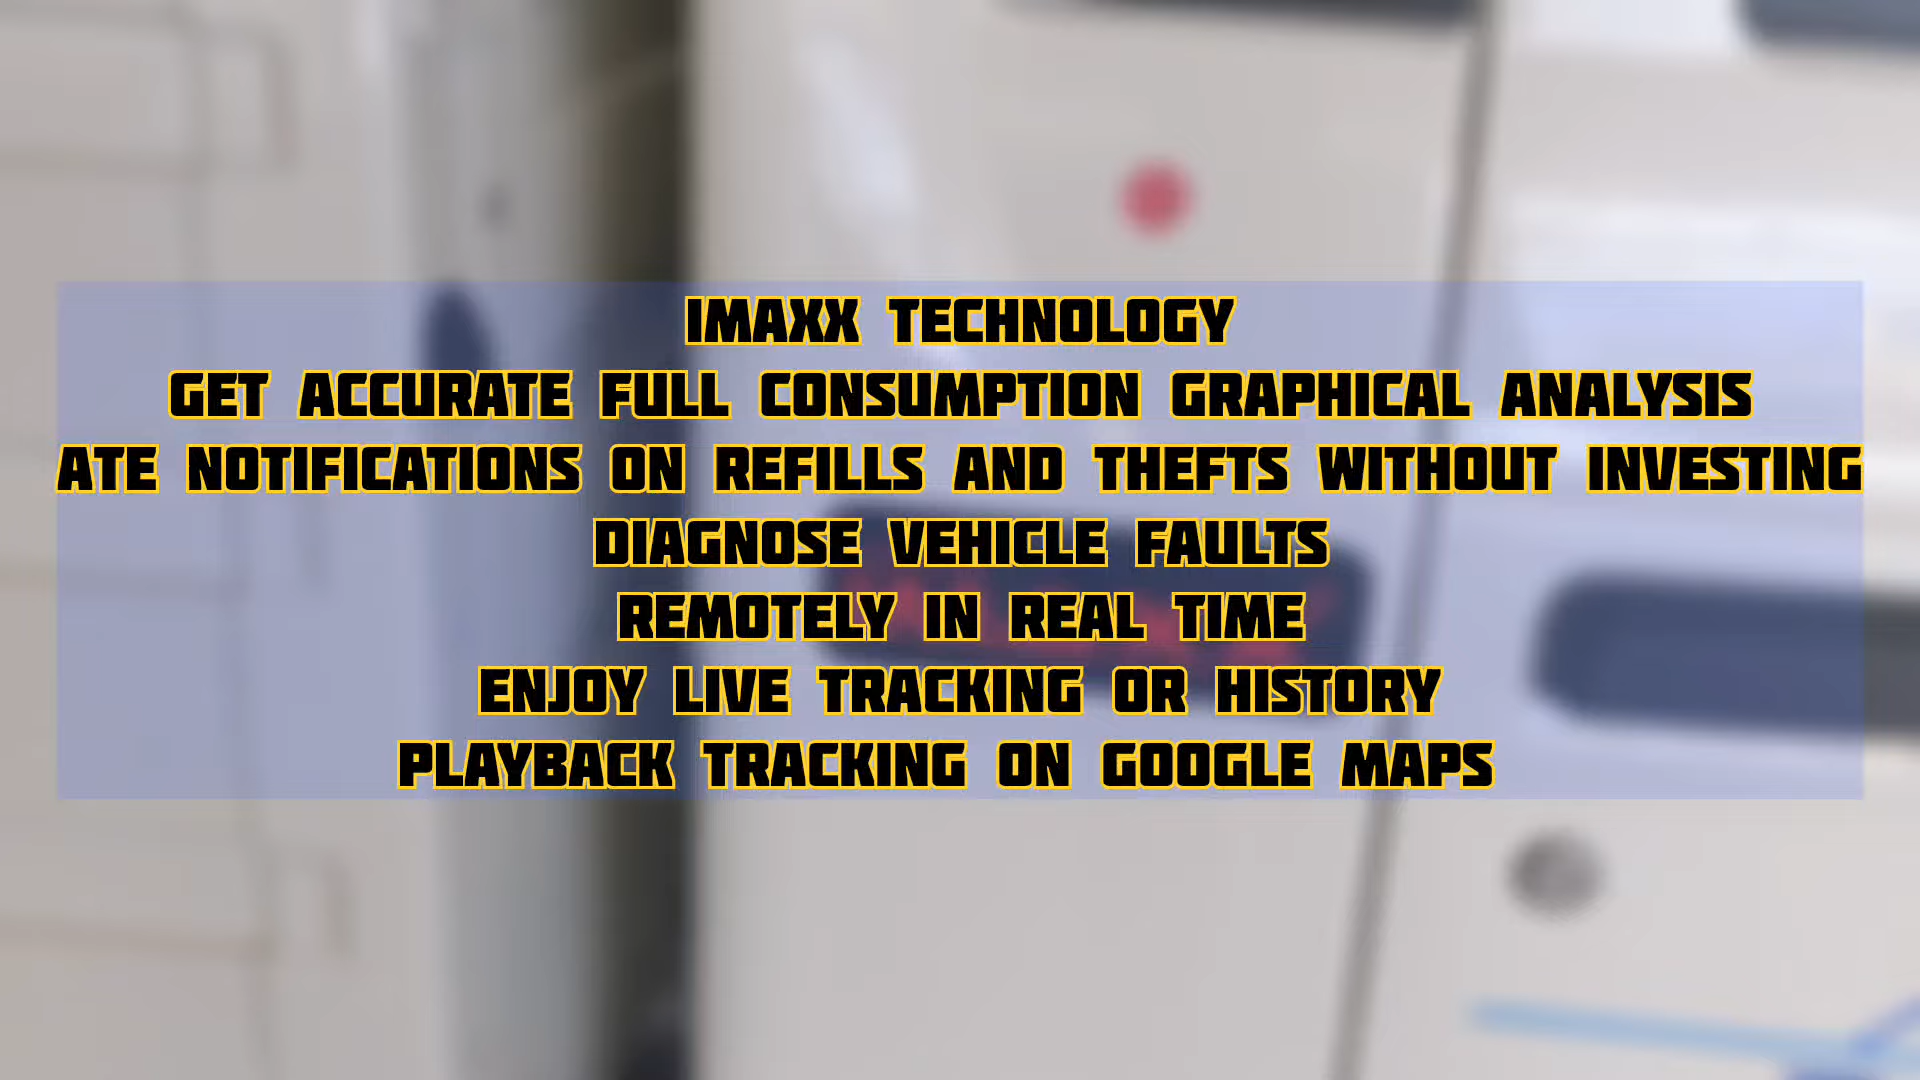 IMAXX TECHNOLOGY
GET ACCURATE FULL CONSUMPTION GRAPHICAL ANALYSIS
ATE NOTIFICATIONS ON REFILLS AND THEFTS WITHOUT INVESTING
DIAGNOSE VEHICLE FAULTS
REMOTELY IN REAL TIME
ENJOY LIVE TRACKING OR HISTORY
PLAYBACK TRACKING ON GOOGLE MAPS